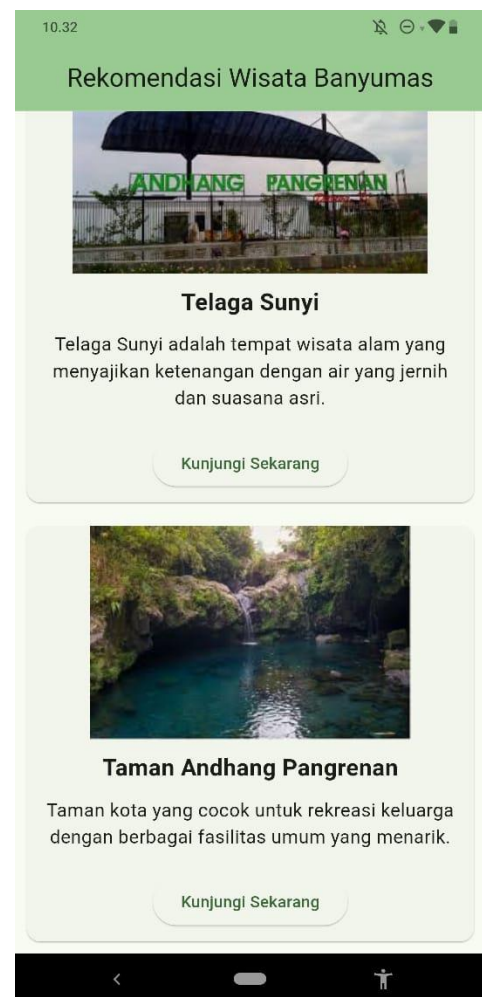 10.32
Rekomendasi Wisata Banyumas
ANDHANG PANGRENAN
Telaga Sunyi
Telaga Sunyi adalah tempat wisata alam yang
menyajikan ketenangan dengan air yang jernih
dan suasana asri.
Kunjungi Sekarang
Taman Andhang Pangrenan
Taman kota yang cocok untuk rekreasi keluarga
dengan berbagai fasilitas umum yang menarik.
Kunjungi Sekarang